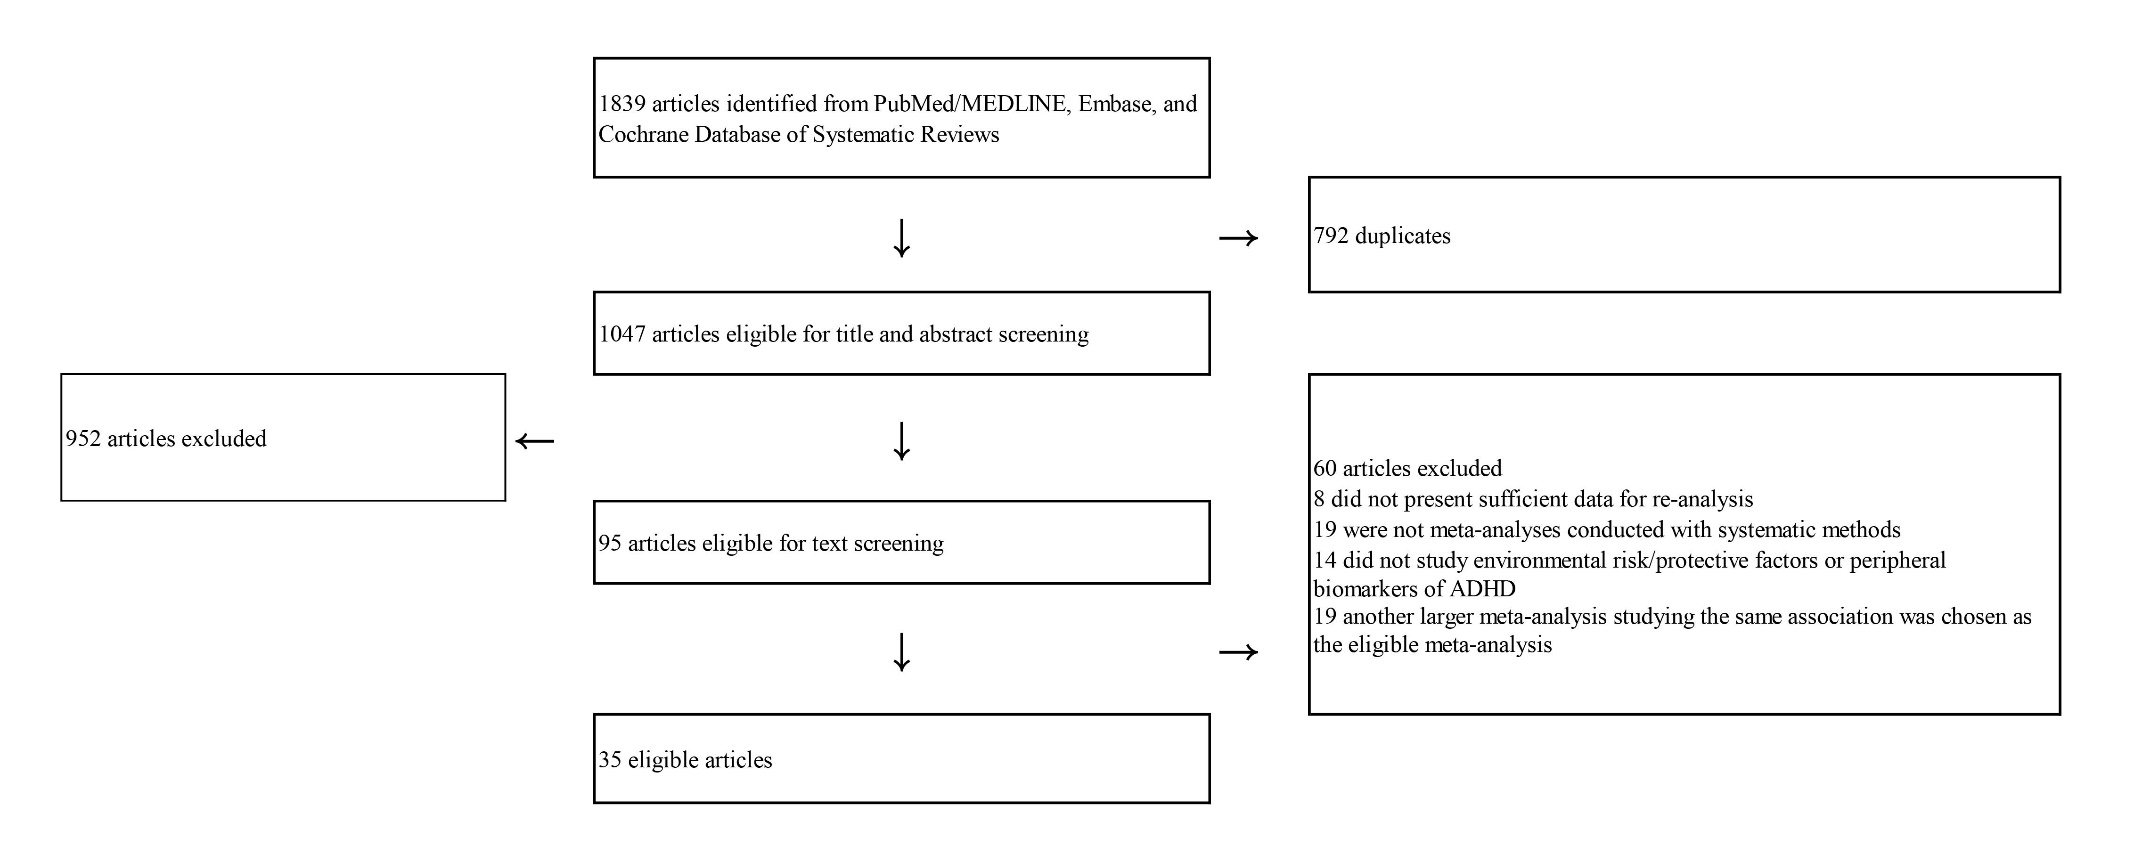 1839 articles identified from PubMed/MEDLINE, Embase, and
Cochrane Database of Systematic Reviews
792 duplicates
1047 articles eligible for title and abstract screening
952 articles excluded
95 articles eligible for text screening
60 articles excluded
8 did not present sufficient data for re-analysis
19 were not meta-analyses conducted with systematic methods
14 did not study environmental risk/protective factors or peripheral
biomarkers of ADHD
19 another larger meta-analysis studying the same association was chosen as
the eligible meta-analysis
35 eligible articles